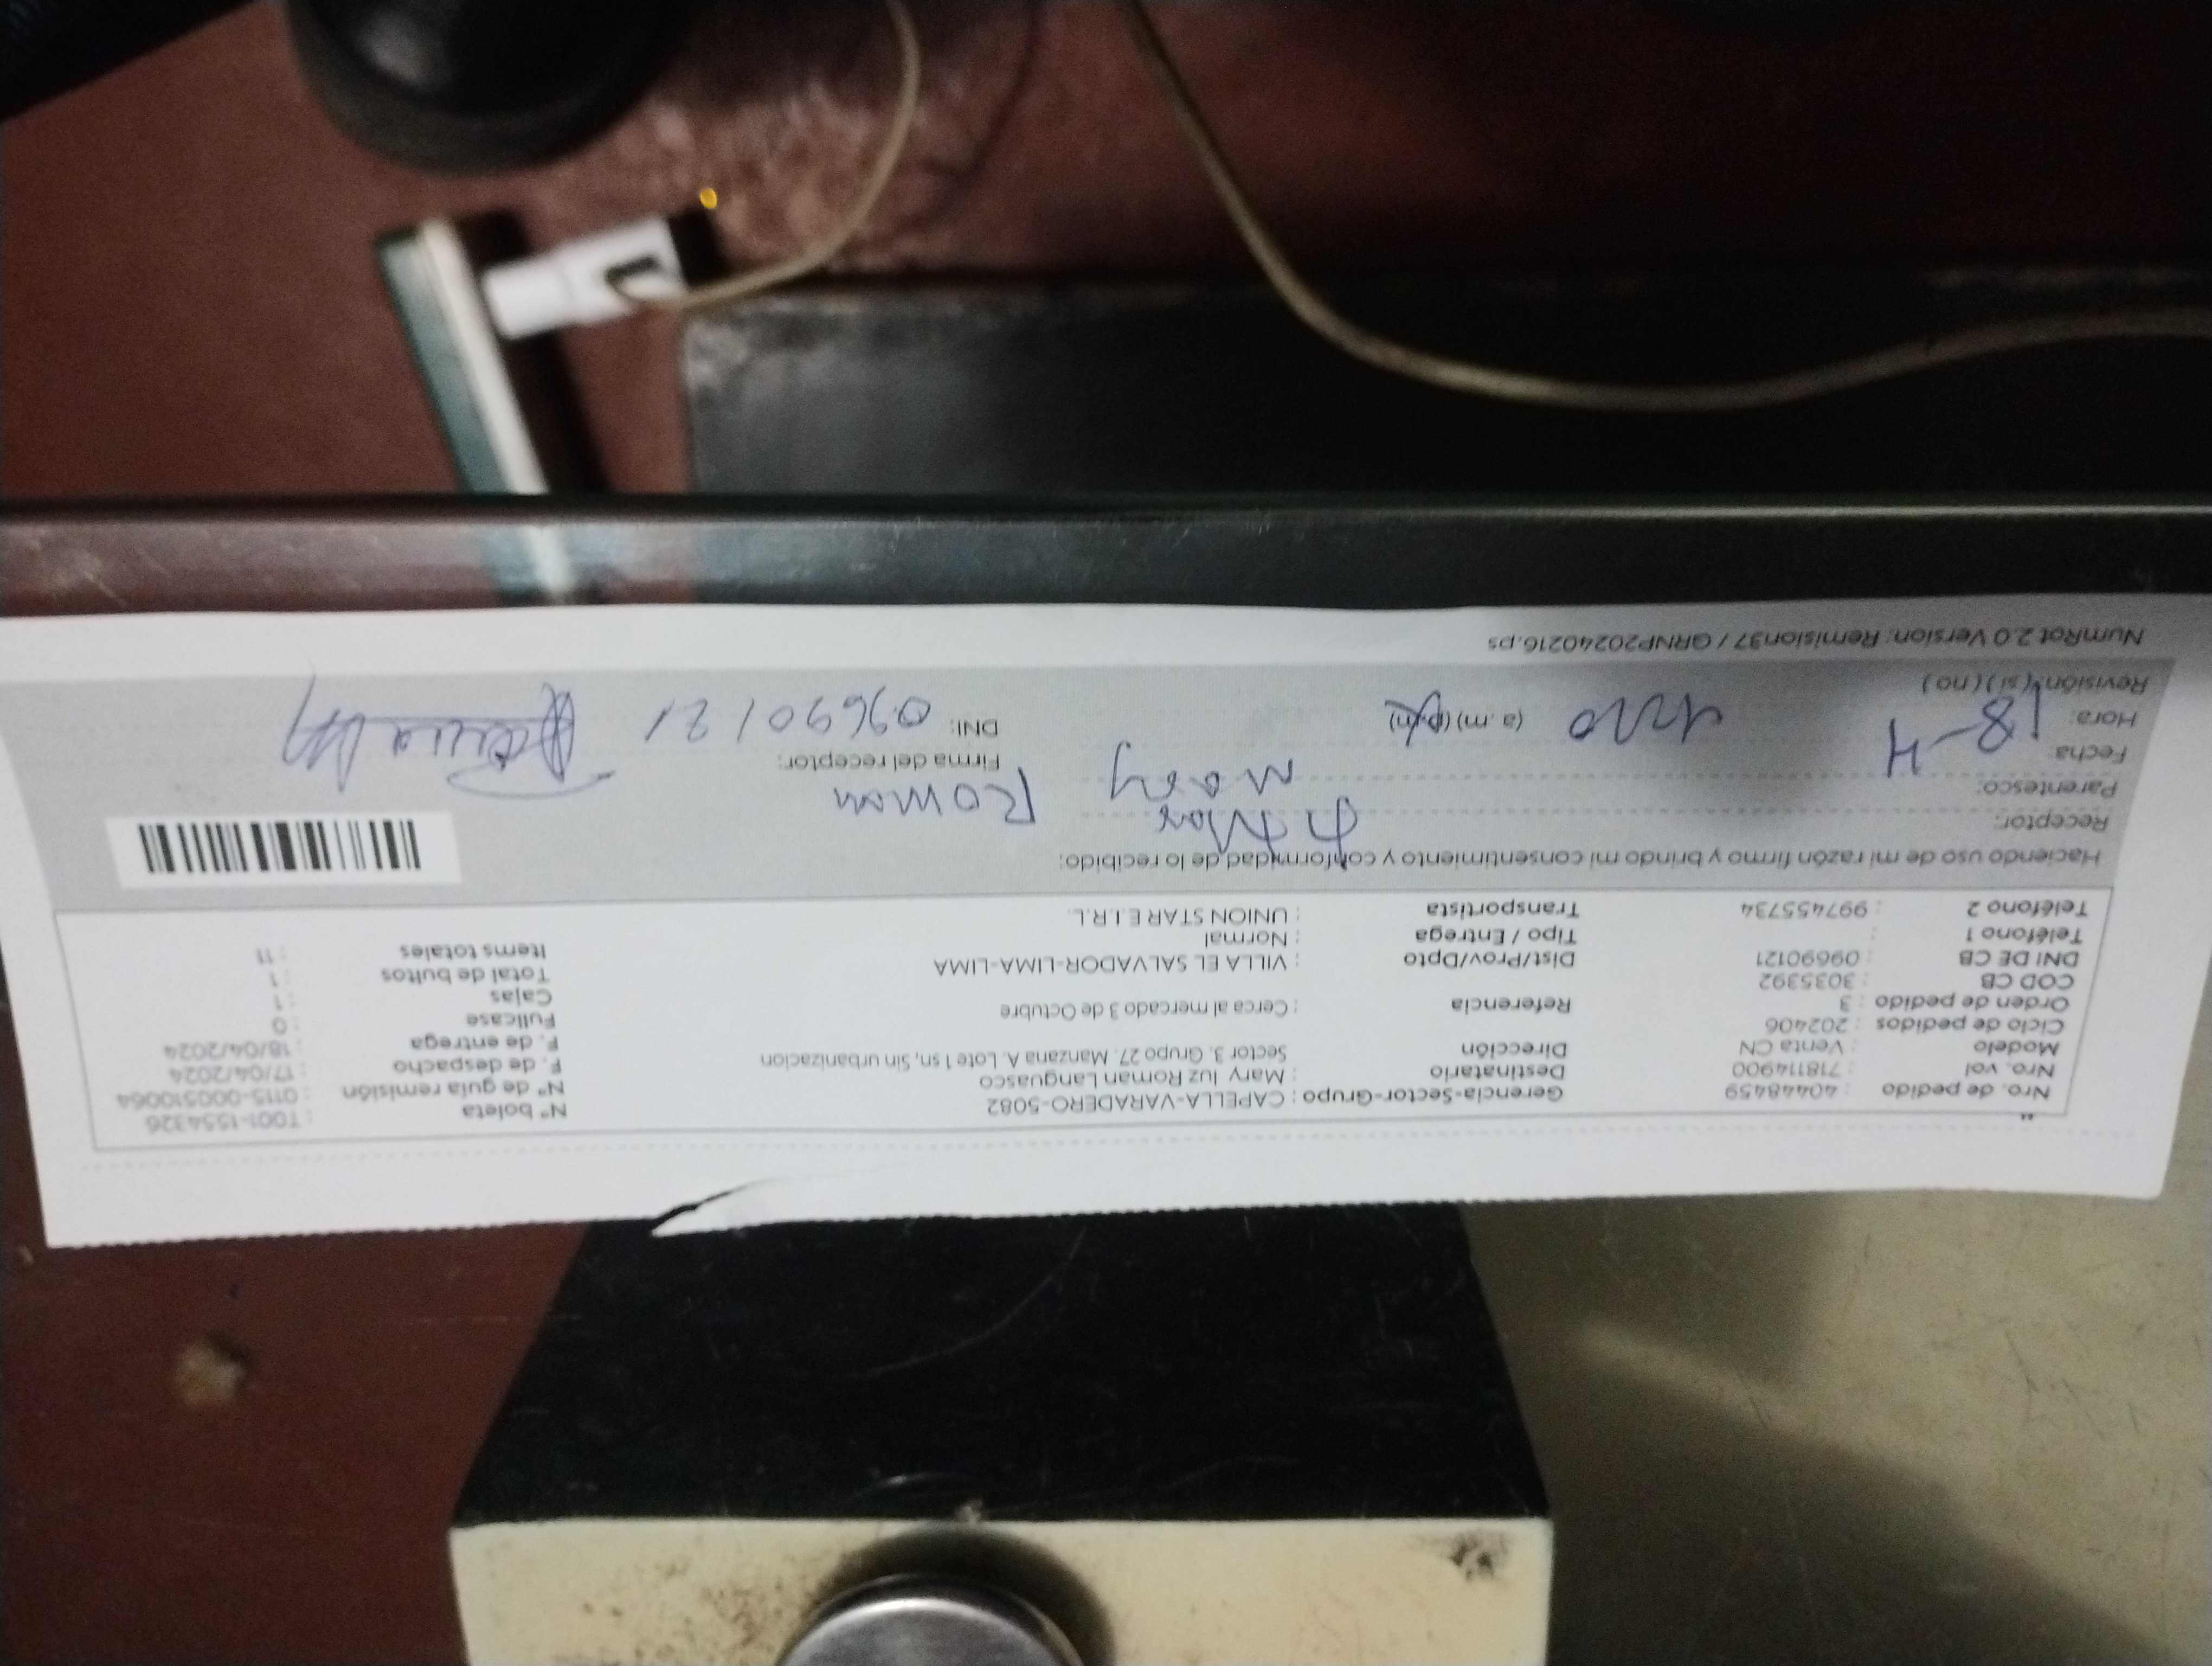 Nro. de pedido : 40448459
Nro. vol : 718114900
Modelo : Venta CN
Ciclo de pedidos : 202406
Orden de pedido : 3
COD CB : 3035392
DNI DE CB : 09690121
Teléfono 1 :
Teléfono 2 : 997455734
Gerencia-Sector-Grupo : CAPELLA-VARADERO-5082
Destinatario : Mary luz Roman Languasco
Dirección Sector 3. Grupo 27. Manzana A. Lote 1 sn, Sin urbanizacion
Referencia : Cerca al mercado 3 de Octubre
Dist/Prov/Dpto : VILLA EL SALVADOR-LIMA-LIMA
Tipo / Entrega : Normal
Transportista : UNION STAR E.I.R.L.
N° boleta : T001-1554326
N° de guía remisión : 0115-000510064
F. de despacho : 17/04/2024
F. de entrega : 18/04/2024
Fullcase : 0
Cajas : 1
Total de bultos : 1
Items totales : 11
Haciendo uso de mi razón firmo y brindo mi consentimiento y conformidad de lo recibido:
Receptor: Roman
Parentesco: Mary
Fecha: 18-4
Hora: (a.m) (p.m)
Revisión: (si) (no)
Firma del receptor:
DNI: 09690121
NumRot 2.0 Version: Remision37 / GRNP20240216.ps